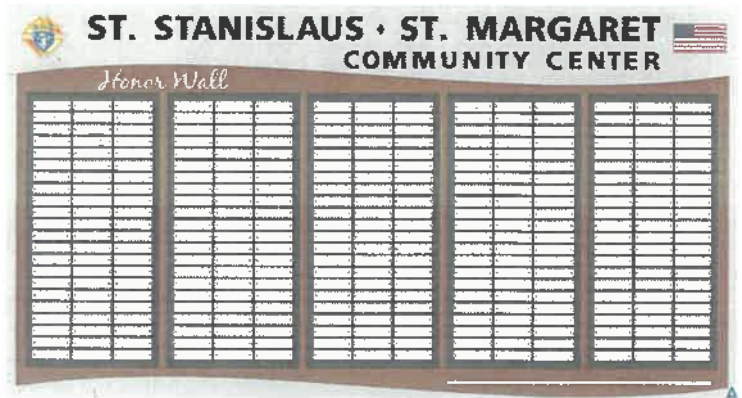 ST. STANISLAUS • ST. MARGARET
COMMUNITY CENTER
Honor Wall